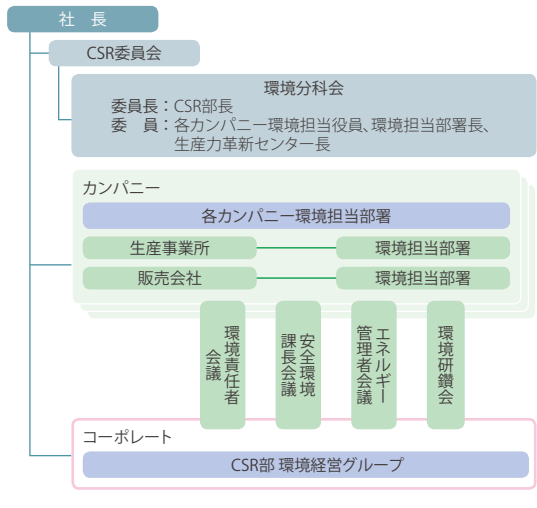 社　長
CSR委員会
環境分科会
委員長：CSR部長
委　員：各カンパニー環境担当役員、環境担当部署長、
生産力革新センター長
カンパニー
各カンパニー環境担当部署
生産事業所
環境担当部署
販売会社
環境担当部署
環境責任者
会議
安全環境
課長会議
エネルギー
管理者会議
環境研鑽会
コーポレート
CSR部 環境経営グループ